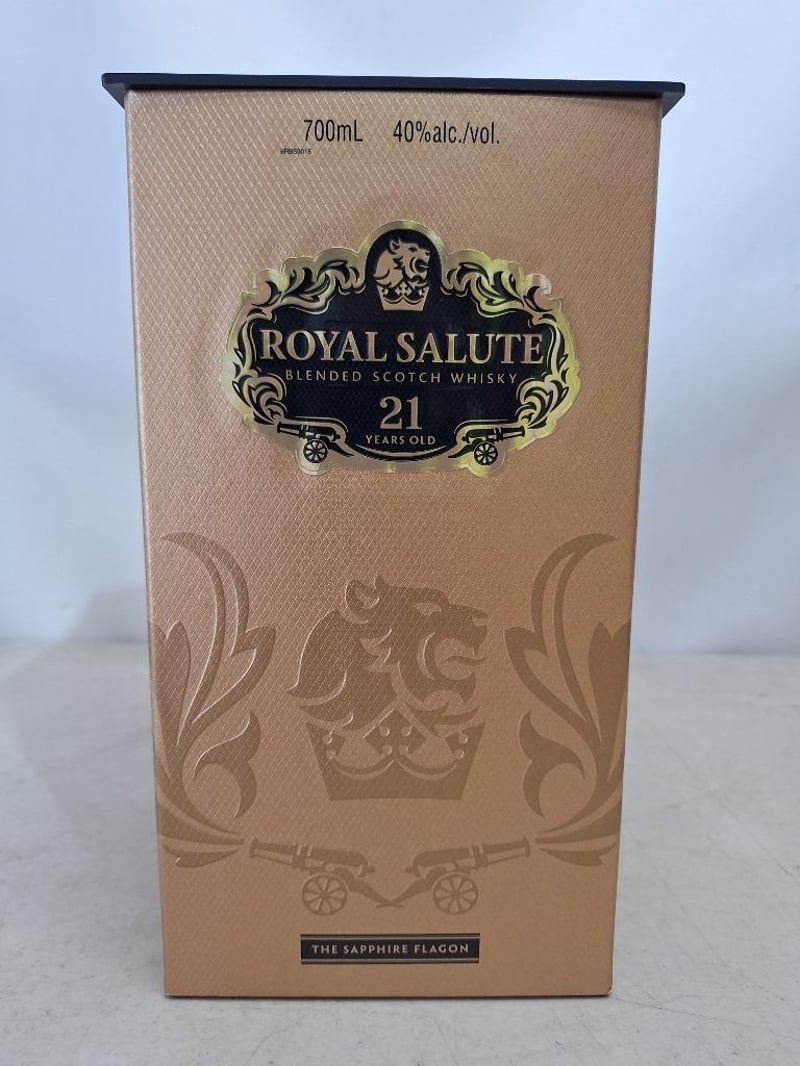 700mL 40%alc./vol.
ROYAL SALUTE
BLENDED SCOTCH WHISKY
21
YEARS OLD
THE SAPPHIRE FLAGON